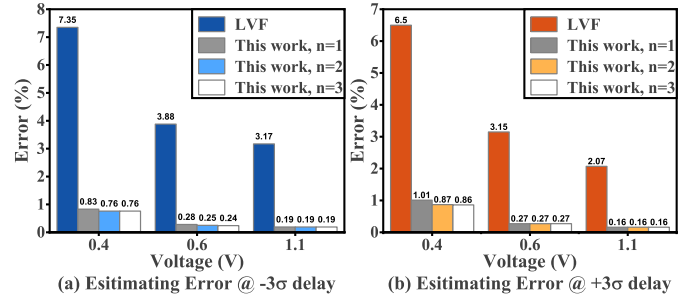 8
7
6
5
4
3
2
1
0
Error (%)
7.35
0.83 0.76 0.76
3.88
0.28 0.25 0.24
3.17
0.19 0.19 0.19
LVF
This work, n=1
This work, n=2
This work, n=3
0.4 0.6 1.1
Voltage (V)
(a) Esitimating Error @ -3σ delay
7
6
5
4
3
2
1
0
Error (%)
6.5
1.01 0.87 0.86
3.15
0.27 0.27 0.27
2.07
0.16 0.16 0.16
LVF
This work, n=1
This work, n=2
This work, n=3
0.4 0.6 1.1
Voltage (V)
(b) Esitimating Error @ +3σ delay